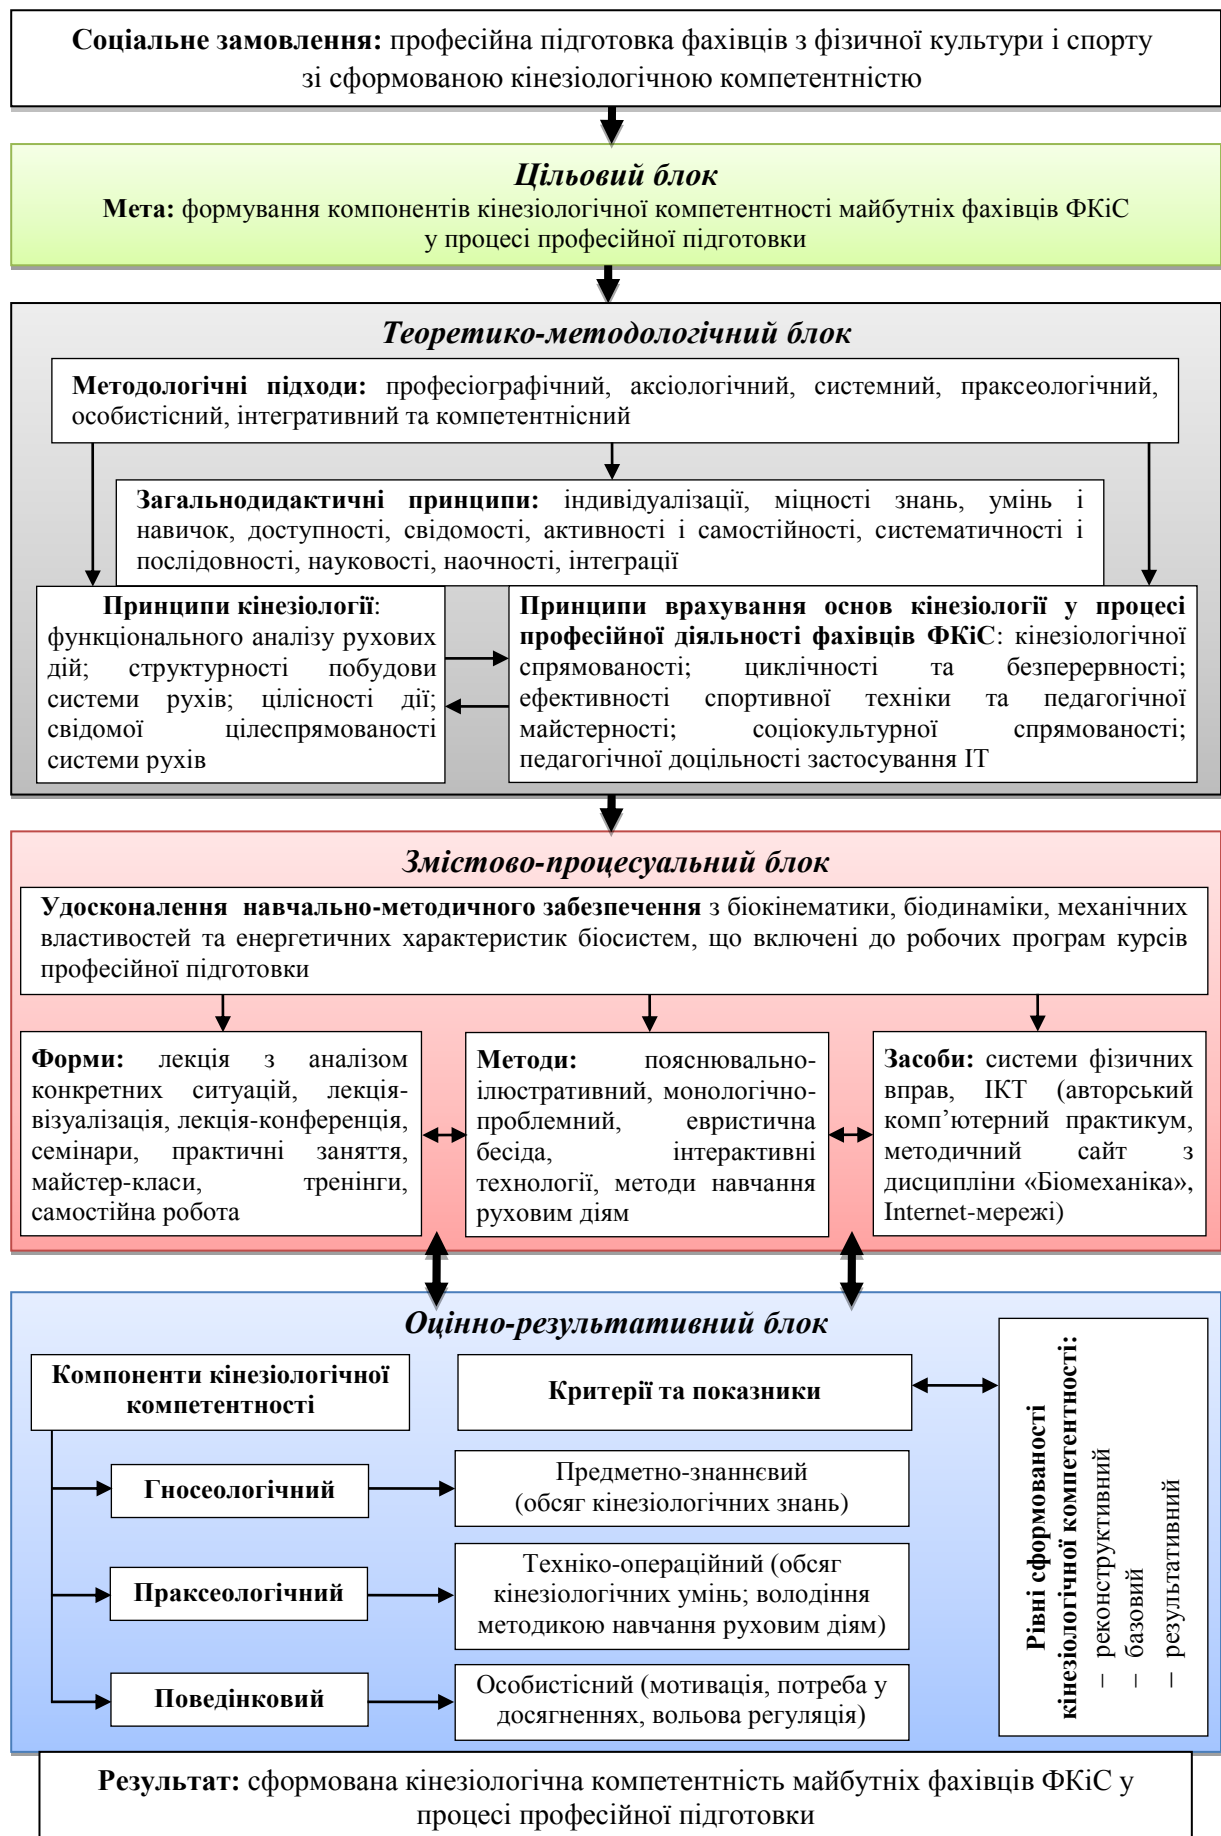 Соціальне замовлення: професійна підготовка фахівців з фізичної культури і спорту
зі сформованою кінезіологічною компетентністю
Цільовий блок
Мета: формування компонентів кінезіологічної компетентності майбутніх фахівців ФКіС
у процесі професійної підготовки
Теоретико-методологічний блок
Методологічні підходи: професіографічний, аксіологічний, системний, праксеологічний,
особистісний, інтегративний та компетентнісний
Загальнодидактичні принципи: індивідуалізації, міцності знань, умінь і
навичок, доступності, свідомості, активності і самостійності, систематичності і
послідовності, науковості, наочності, інтеграції
Принципи кінезіології:
функціонального аналізу рухових
дій; структурності побудови
системи рухів; цілісності дії;
свідомої цілеспрямованості
системи рухів
Принципи врахування основ кінезіології у процесі
професійної діяльності фахівців ФКіС: кінезіологічної
спрямованості; циклічності та безперервності;
ефективності спортивної техніки та педагогічної
майстерності; соціокультурної спрямованості;
педагогічної доцільності застосування ІТ
Змістово-процесуальний блок
Удосконалення навчально-методичного забезпечення з біокінематики, біодинаміки, механічних
властивостей та енергетичних характеристик біосистем, що включені до робочих програм курсів
професійної підготовки
Форми: лекція з аналізом
конкретних ситуацій, лекція-
візуалізація, лекція-конференція,
семінари, практичні заняття,
майстер-класи, тренінги,
самостійна робота
Методи: пояснювально-
ілюстративний, монологічно-
проблемний, евристична
бесіда, інтерактивні
технології, методи навчання
руховим діям
Засоби: системи фізичних
вправ, ІКТ (авторський
комп’ютерний практикум,
методичний сайт з
дисципліни «Біомеханіка»,
Internet-мережі)
Оцінно-результативний блок
Компоненти кінезіологічної
компетентності
Критерії та показники
Гносеологічний
Предметно-знаннєвий
(обсяг кінезіологічних знань)
Праксеологічний
Техніко-операційний (обсяг
кінезіологічних умінь; володіння
методикою навчання руховим діям)
Поведінковий
Особистісний (мотивація, потреба у
досягненнях, вольова регуляція)
Рівні сформованості
кінезіологічної компетентності:
– реконструктивний
– базовий
– результативний
Результат: сформована кінезіологічна компетентність майбутніх фахівців ФКіС у
процесі професійної підготовки